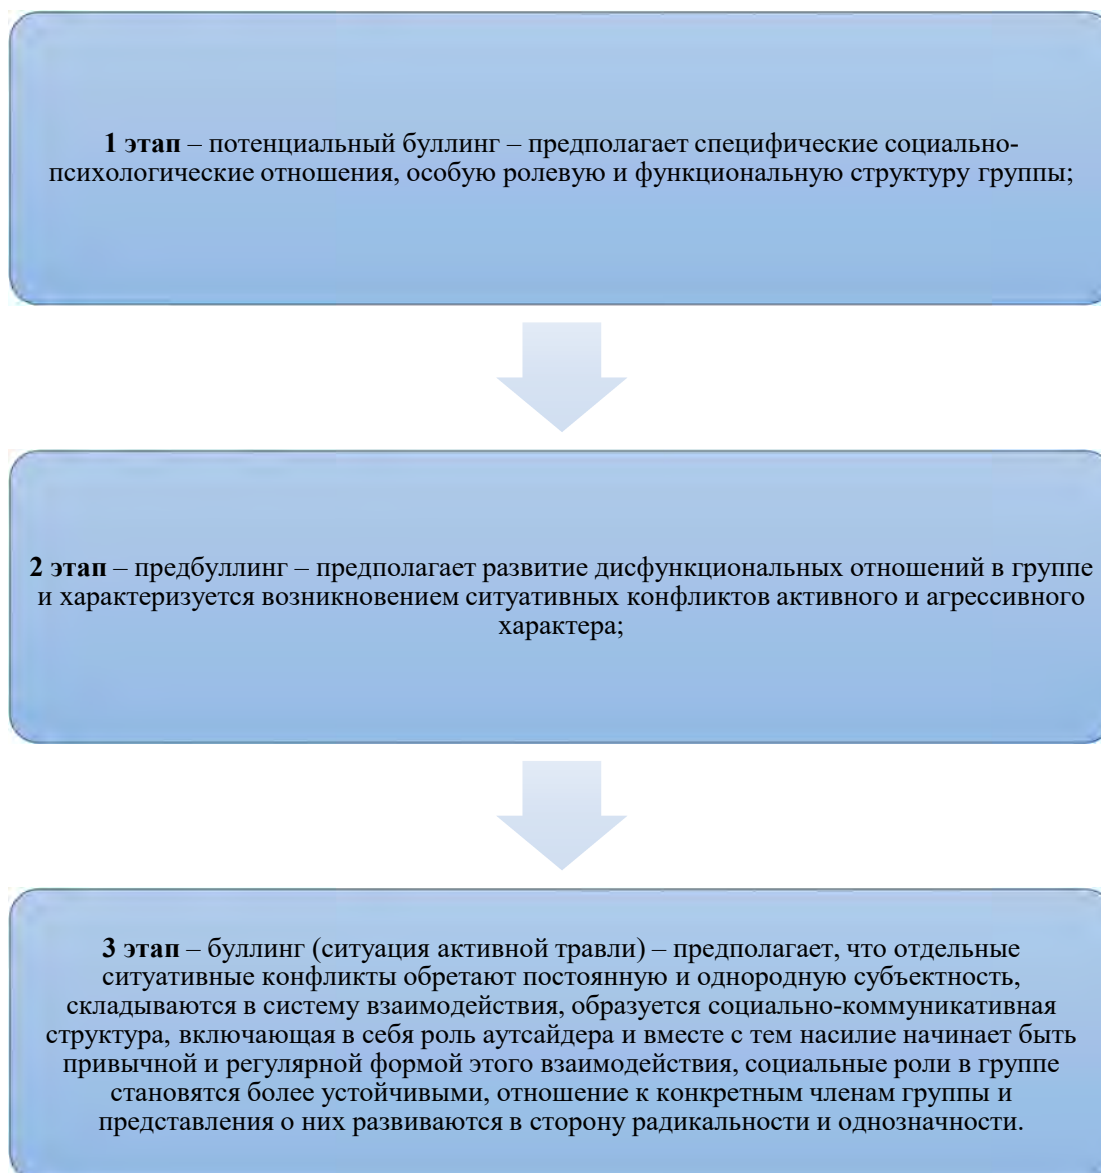 1 этап – потенциальный буллинг – предполагает специфические социально-
психологические отношения, особую ролевую и функциональную структуру группы;
2 этап – предбуллинг – предполагает развитие дисфункциональных отношений в группе
и характеризуется возникновением ситуативных конфликтов активного и агрессивного
характера;
3 этап – буллинг (ситуация активной травли) – предполагает, что отдельные
ситуативные конфликты обретают постоянную и однородную субъектность,
складываются в систему взаимодействия, образуется социально-коммуникативная
структура, включающая в себя роль аутсайдера и вместе с тем насилие начинает быть
привычной и регулярной формой этого взаимодействия, социальные роли в группе
становятся более устойчивыми, отношение к конкретным членам группы и
представления о них развиваются в сторону радикальности и однозначности.